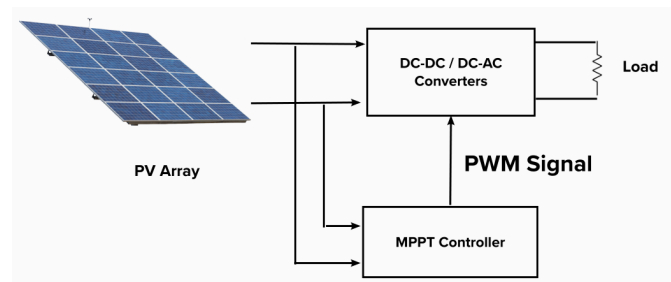 DC-DC / DC-AC
Converters
Load
PV Array
PWM Signal
MPPT Controller